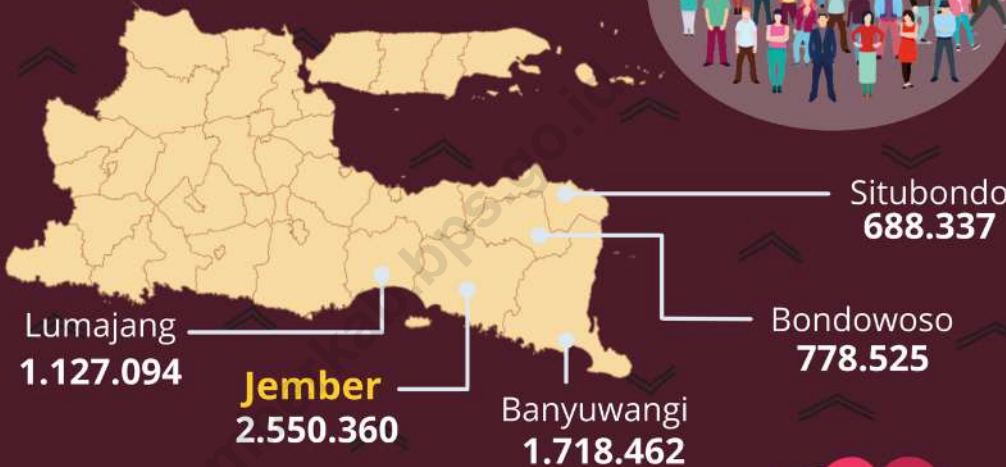 Situbondo
688.337
Bondowoso
778.525
Lumajang
1.127.094
Jember
2.550.360
Banyuwangi
1.718.462